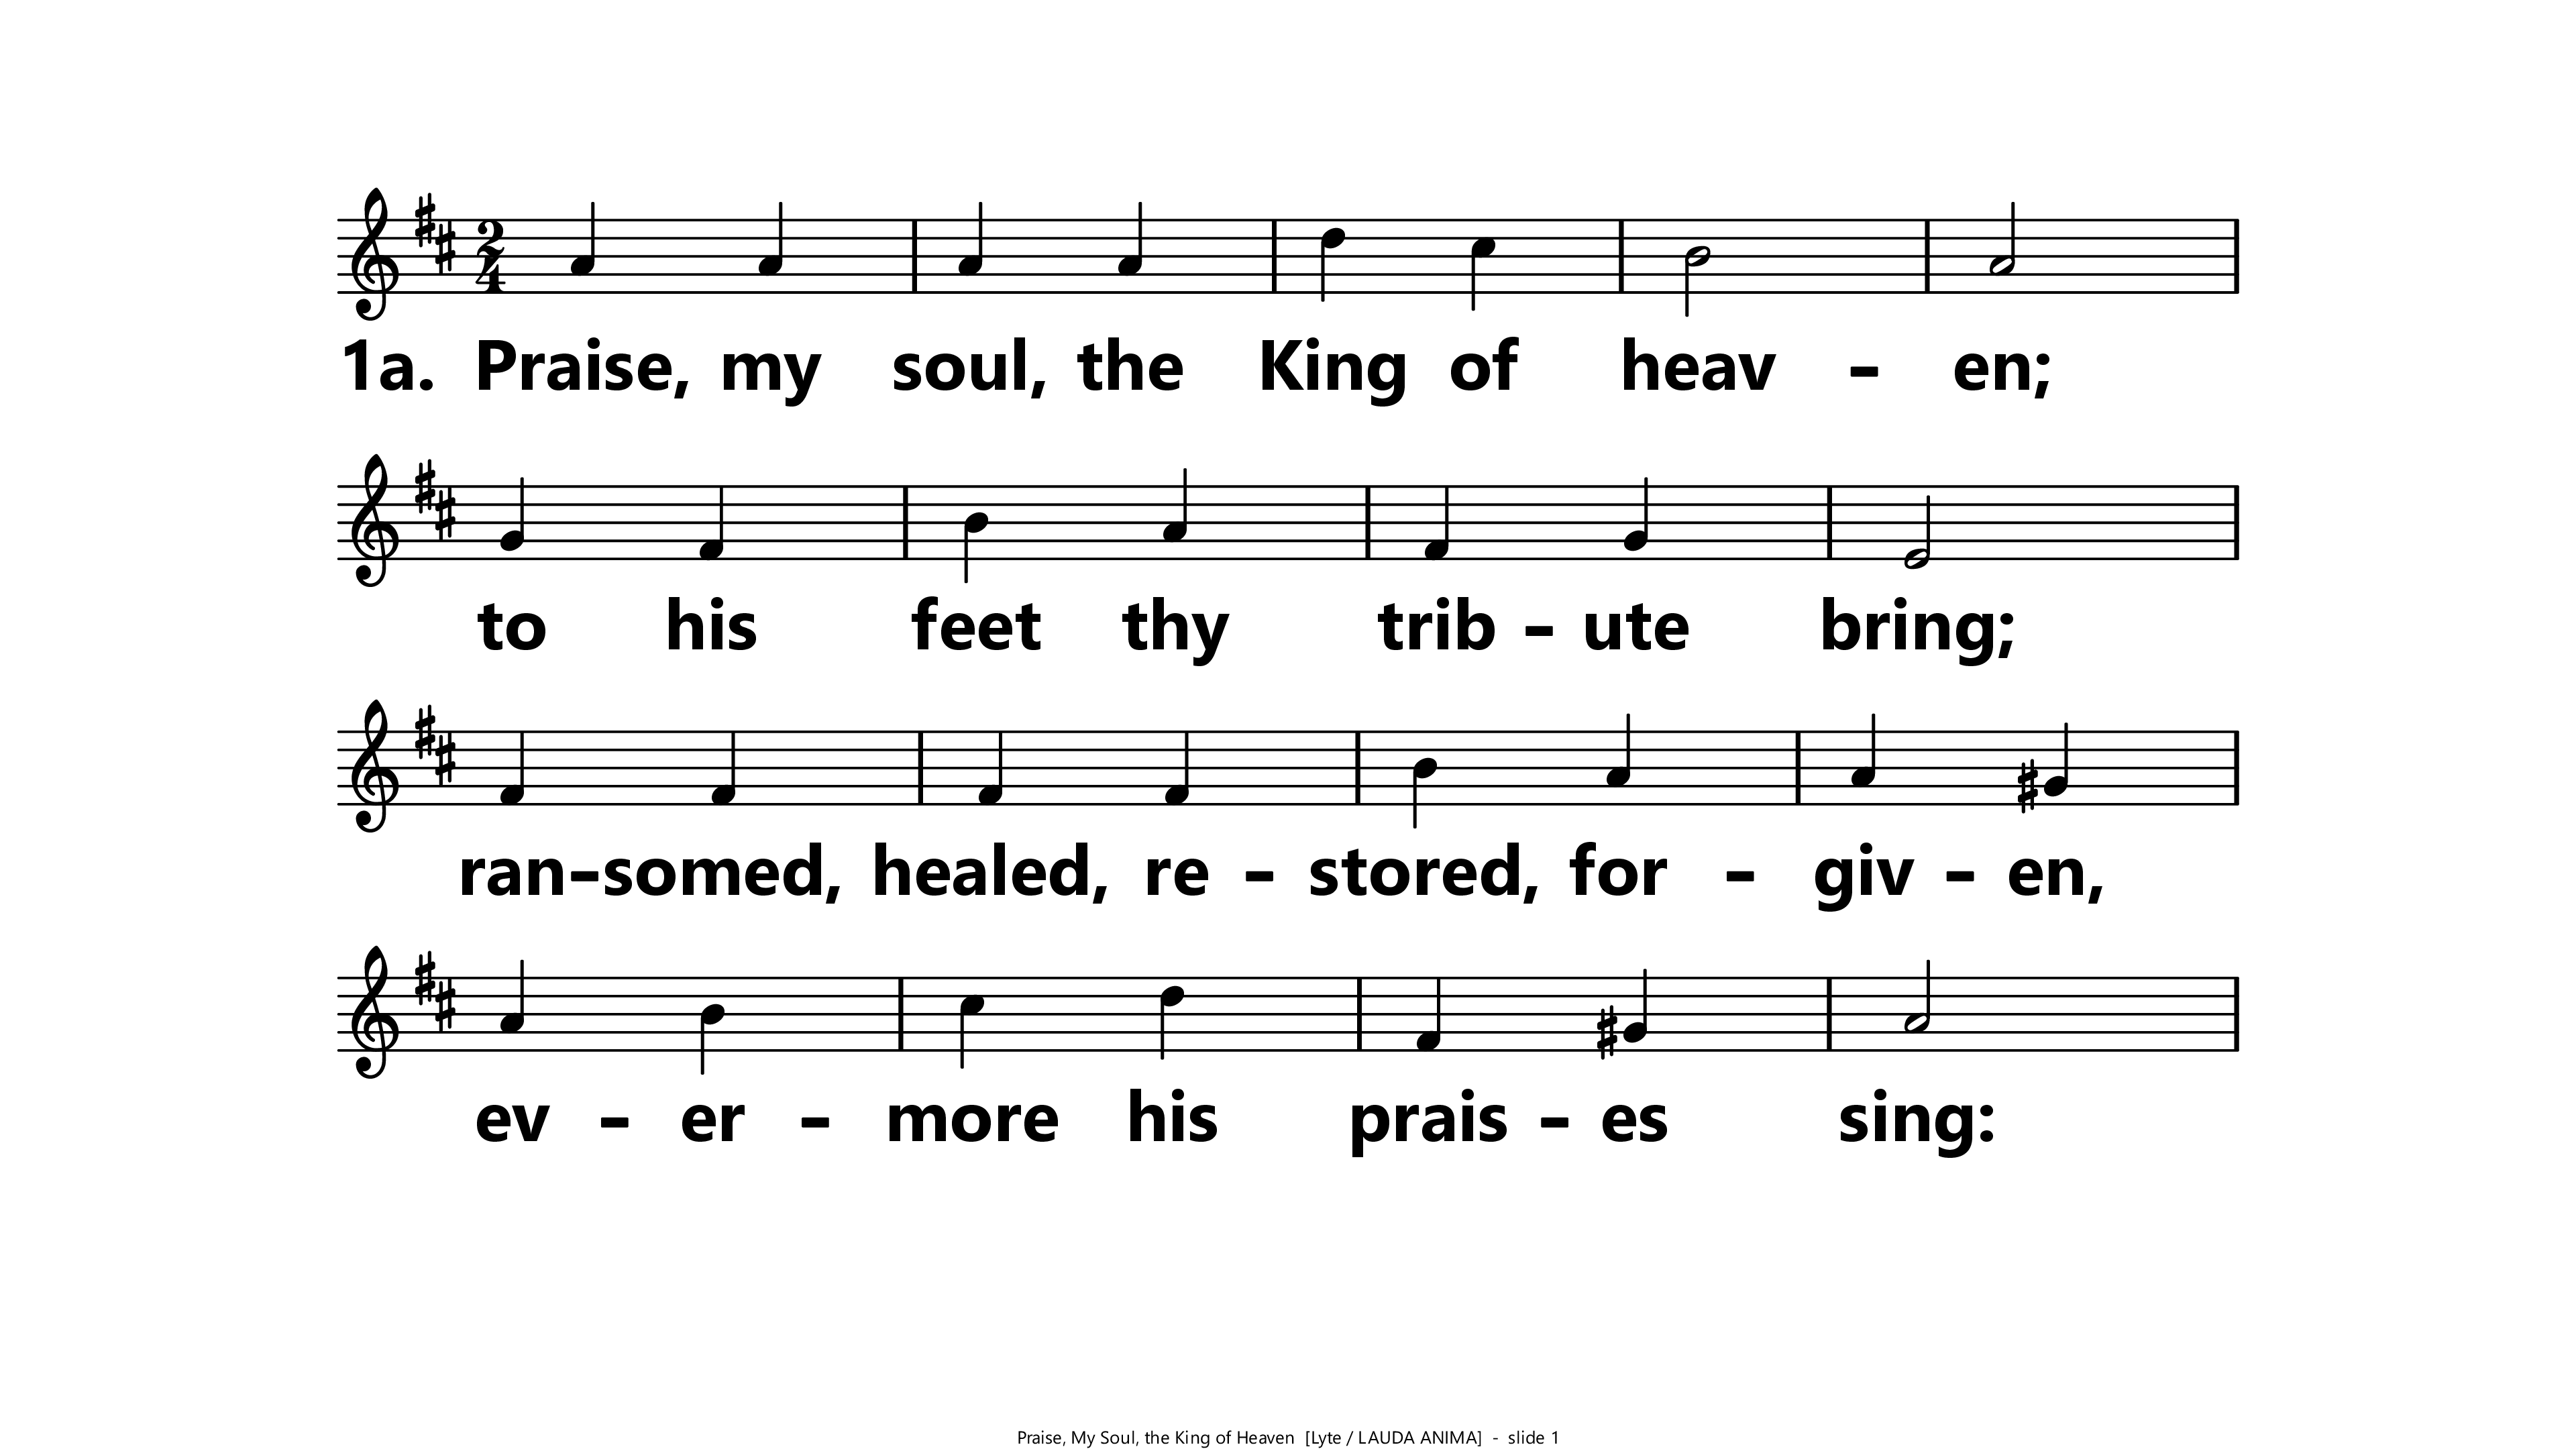 2
4
1a. Praise, my soul, the King of heav - en;
to his feet thy trib - ute bring;
ran-somed, healed, re - stored, for - giv - en,
ev - er - more his prais - es sing:
Praise, My Soul, the King of Heaven [Lyte / LAUDA ANIMA] - slide 1